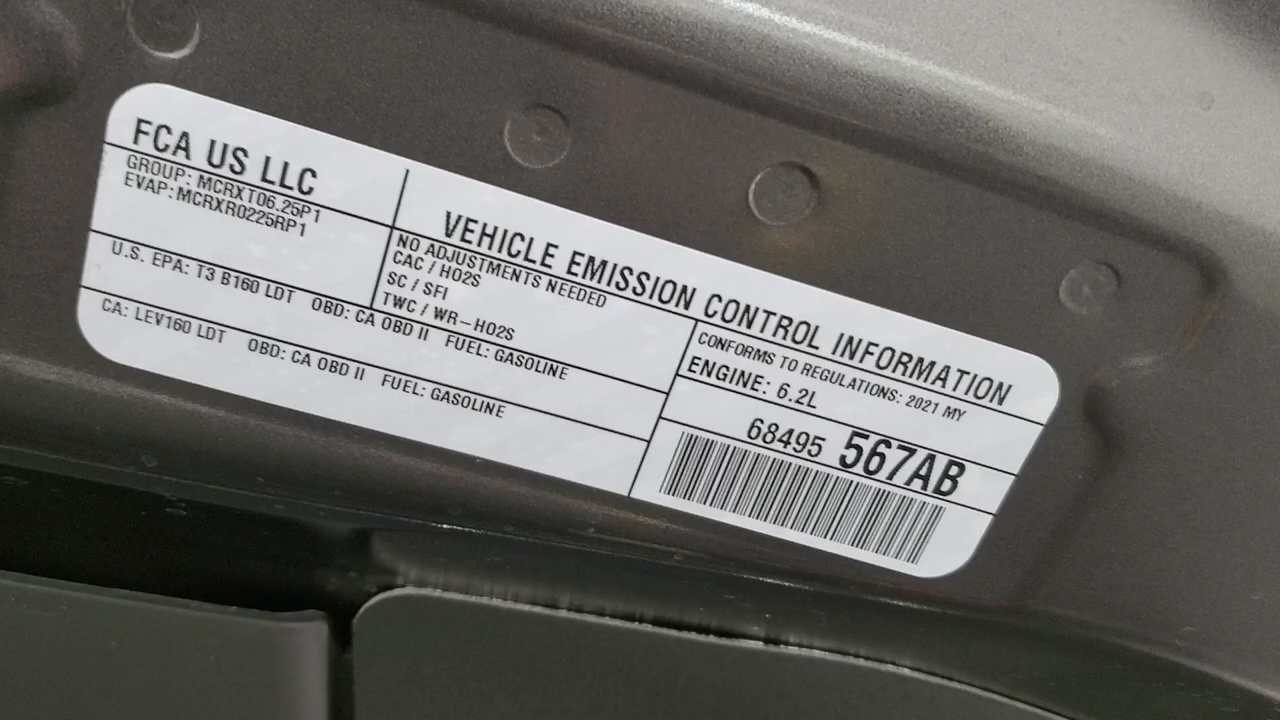 FCA US LLC
VEHICLE EMISSION CONTROL INFORMATION
GROUP: MCRXT06.25P1
EVAP: MCRXR0225RP1
NO ADJUSTMENTS NEEDED
CAC / HO2S
SC / SFI
TWC / WR-HO2S
CONFORMS TO REGULATIONS: 2021 MY
ENGINE: 6.2L
U.S. EPA: T3 B160 LDT OBD: CA OBD II FUEL: GASOLINE
CA: LEV160 LDT OBD: CA OBD II FUEL: GASOLINE
68495 567AB